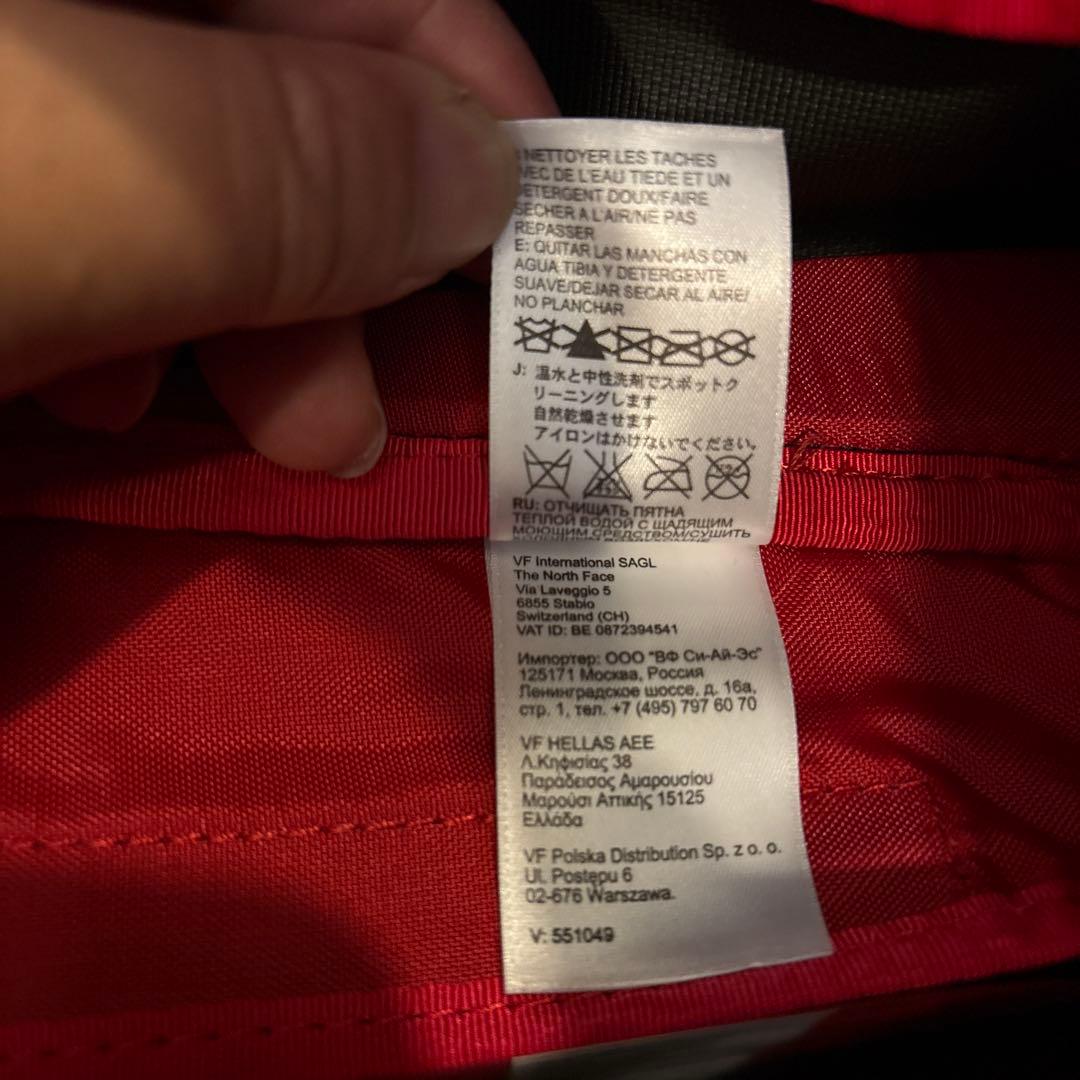 NETTOYER LES TACHES
AVEC DE L'EAU TIEDE ET UN
DETERGENT DOUX/FAIRE
SECHER A L'AIR/NE PAS
REPASSER
E: QUITAR LAS MANCHAS CON
AGUA TIBIA Y DETERGENTE
SUAVE/DEJAR SECAR AL AIRE/
NO PLANCHAR
J: 温水と中性洗剤でスポットク
リーニングします
自然乾燥させます
アイロンはかけないでください。
RU: ОТЧИЩАТЬ ПЯТНА
ТЕПЛОЙ ВОДОЙ С ЩАДЯЩИМ
МОЮЩИМ СРЕДСТВОМ/СУШИТЬ
VF International SAGL
The North Face
Via Laveggio 5
6855 Stabio
Switzerland (CH)
VAT ID: BE 0872394541
Импортер: ООО "ВФ Си-Ай-Эс"
125171 Москва, Россия
Ленинградское шоссе, д. 16а,
стр. 1, тел. +7 (495) 797 60 70
VF HELLAS AEE
Λ.Κηφισίας 38
Παράδεισος Αμαρουσίου
Μαρούσι Αττικής 15125
Ελλάδα
VF Polska Distribution Sp. z o. o.
Ul. Postępu 6
02-676 Warszawa.
V: 551049